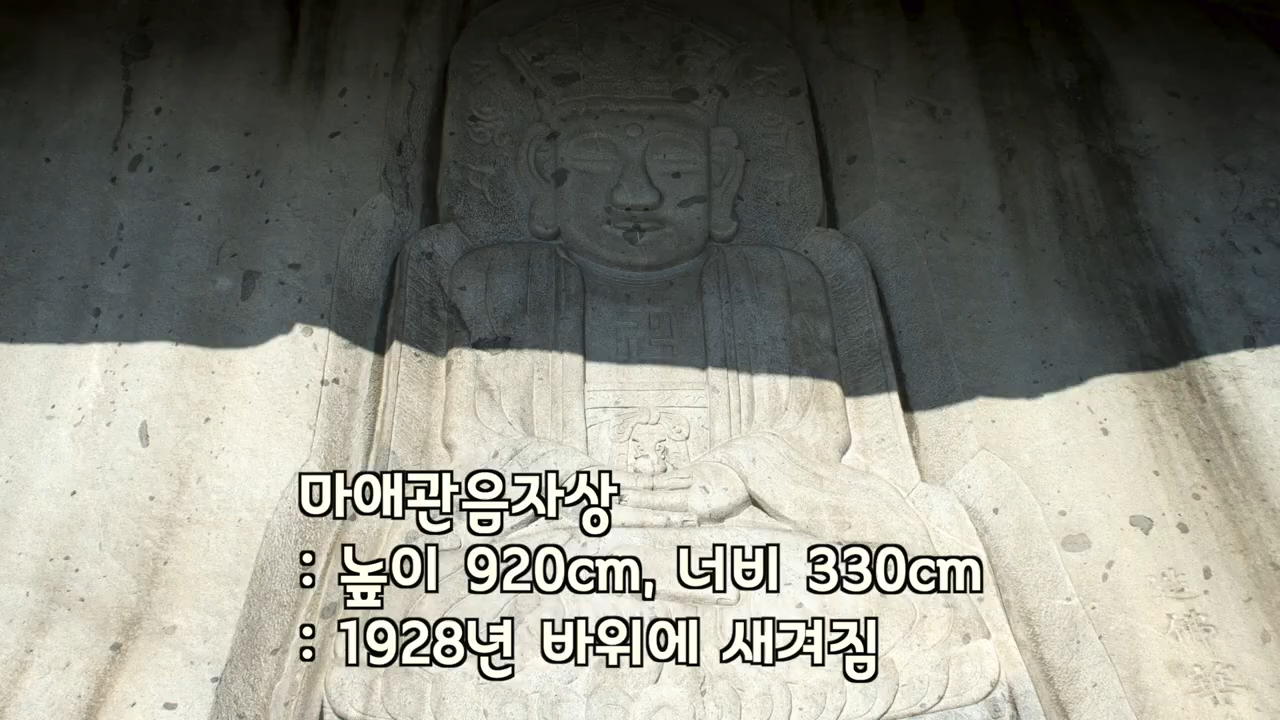 마애관음자상
: 높이 920cm, 너비 330cm
: 1928년 바위에 새겨짐